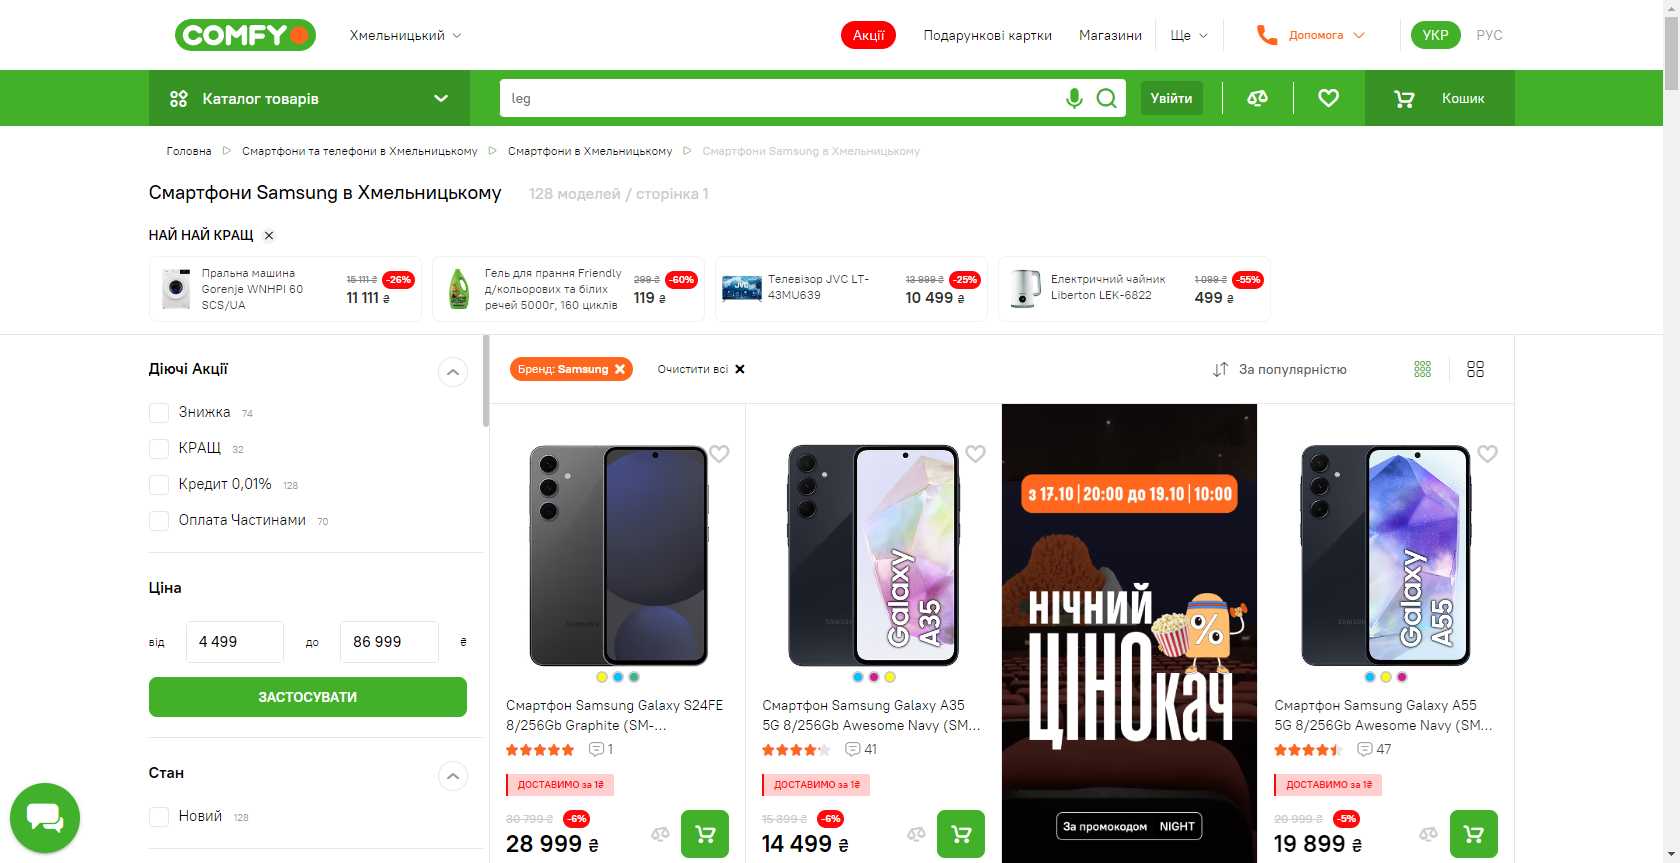 COMFY
Хмельницький
Акції
Подарункові картки
Магазини
Ще
Допомога
УКР
РУС
Каталог товарів
leg
Увійти
Кошик
Головна
Смартфони та телефони в Хмельницькому
Смартфони в Хмельницькому
Смартфони Samsung в Хмельницькому
Смартфони Samsung в Хмельницькому
128 моделей / сторінка 1
НАЙ НАЙ КРАЩ
Пральна машина
Gorenje WNHPI 60
SCS/UA
15 111 ₴
-26%
11 111 ₴
Гель для прання Friendly
д/кольорових та білих
речей 5000г, 160 циклів
299 ₴
-60%
119 ₴
Телевізор JVC LT-
43MU639
13 999 ₴
-25%
10 499 ₴
Електричний чайник
Liberton LEK-6822
1 099 ₴
-55%
499 ₴
Діючі Акції
Знижка 74
КРАЩ 32
Кредит 0,01% 128
Оплата Частинами 70
Ціна
від
4 499
до
86 999
₴
ЗАСТОСУВАТИ
Стан
Новий 128
Бренд: Samsung
Очистити всі
За популярністю
Смартфон Samsung Galaxy S24FE
8/256Gb Graphite (SM-...
1
ДОСТАВИМО за 1₴
30 799 ₴
-6%
28 999 ₴
Galaxy
A35
Смартфон Samsung Galaxy A35
5G 8/256Gb Awesome Navy (SM...
41
ДОСТАВИМО за 1₴
15 399 ₴
-6%
14 499 ₴
з 17.10 | 20:00 до 19.10 | 10:00
НІЧНИЙ
ЦІНОкач
%
За промокодом NIGHT
Galaxy
A55
Смартфон Samsung Galaxy A55
5G 8/256Gb Awesome Navy (SM...
47
ДОСТАВИМО за 1₴
20 999 ₴
-5%
19 899 ₴